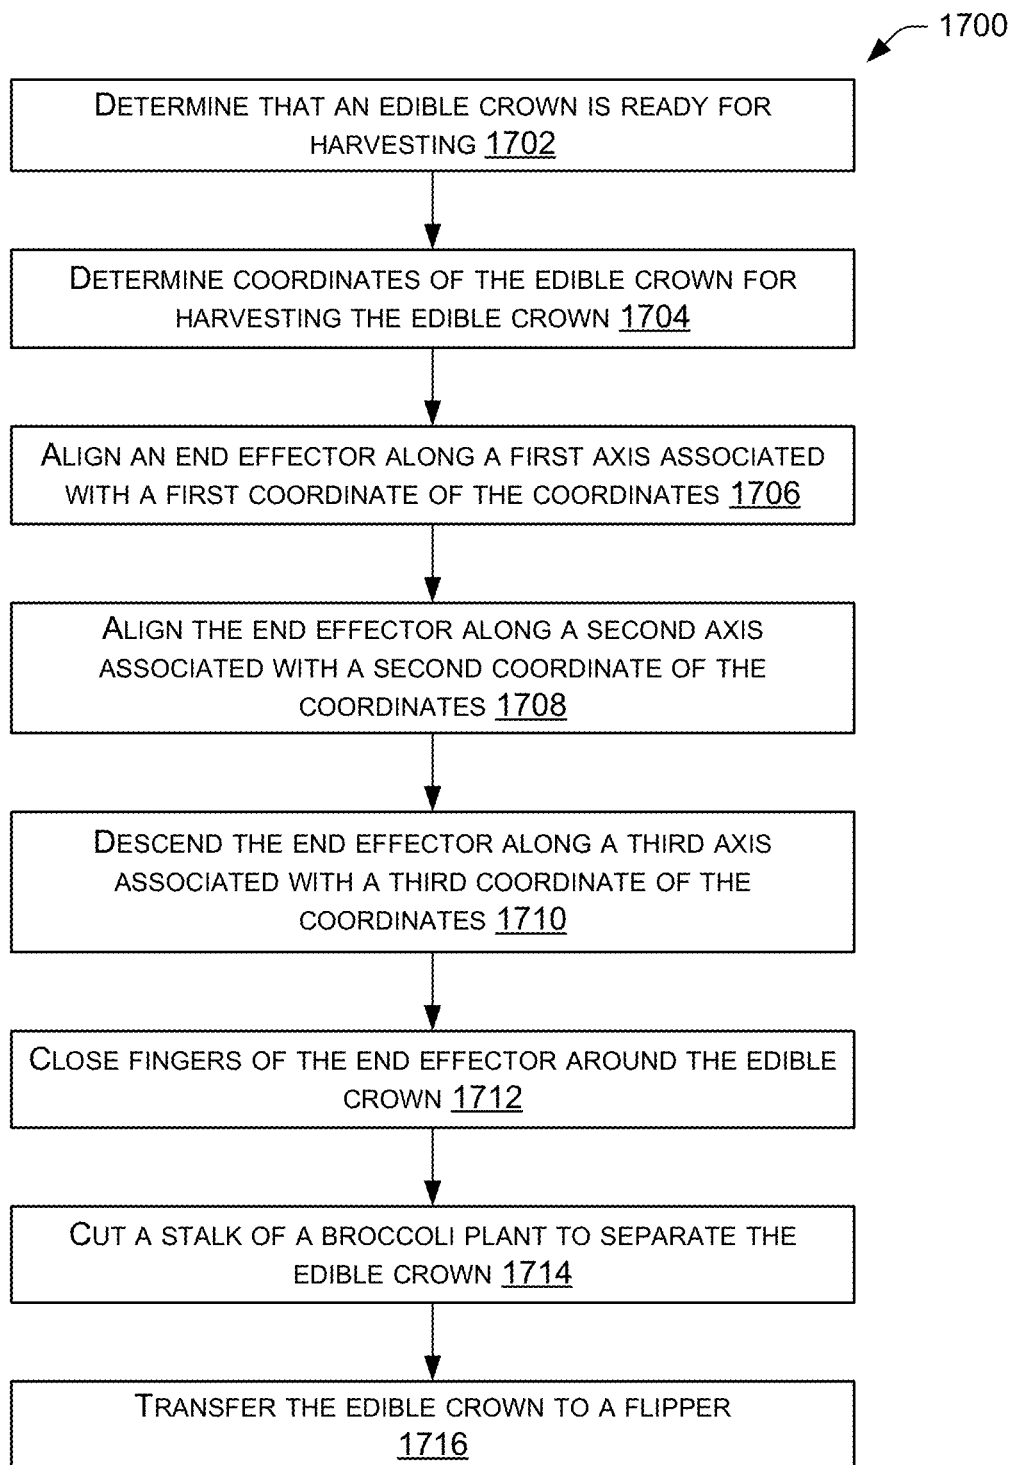 1700
DETERMINE THAT AN EDIBLE CROWN IS READY FOR
HARVESTING 1702
DETERMINE COORDINATES OF THE EDIBLE CROWN FOR
HARVESTING THE EDIBLE CROWN 1704
ALIGN AN END EFFECTOR ALONG A FIRST AXIS ASSOCIATED
WITH A FIRST COORDINATE OF THE COORDINATES 1706
ALIGN THE END EFFECTOR ALONG A SECOND AXIS
ASSOCIATED WITH A SECOND COORDINATE OF THE
COORDINATES 1708
DESCEND THE END EFFECTOR ALONG A THIRD AXIS
ASSOCIATED WITH A THIRD COORDINATE OF THE
COORDINATES 1710
CLOSE FINGERS OF THE END EFFECTOR AROUND THE EDIBLE
CROWN 1712
CUT A STALK OF A BROCCOLI PLANT TO SEPARATE THE
EDIBLE CROWN 1714
TRANSFER THE EDIBLE CROWN TO A FLIPPER
1716